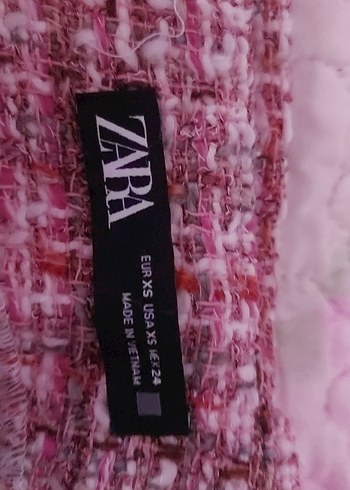 ZARA
EUR XS USA XS MEX 24
MADE IN VIETNAM